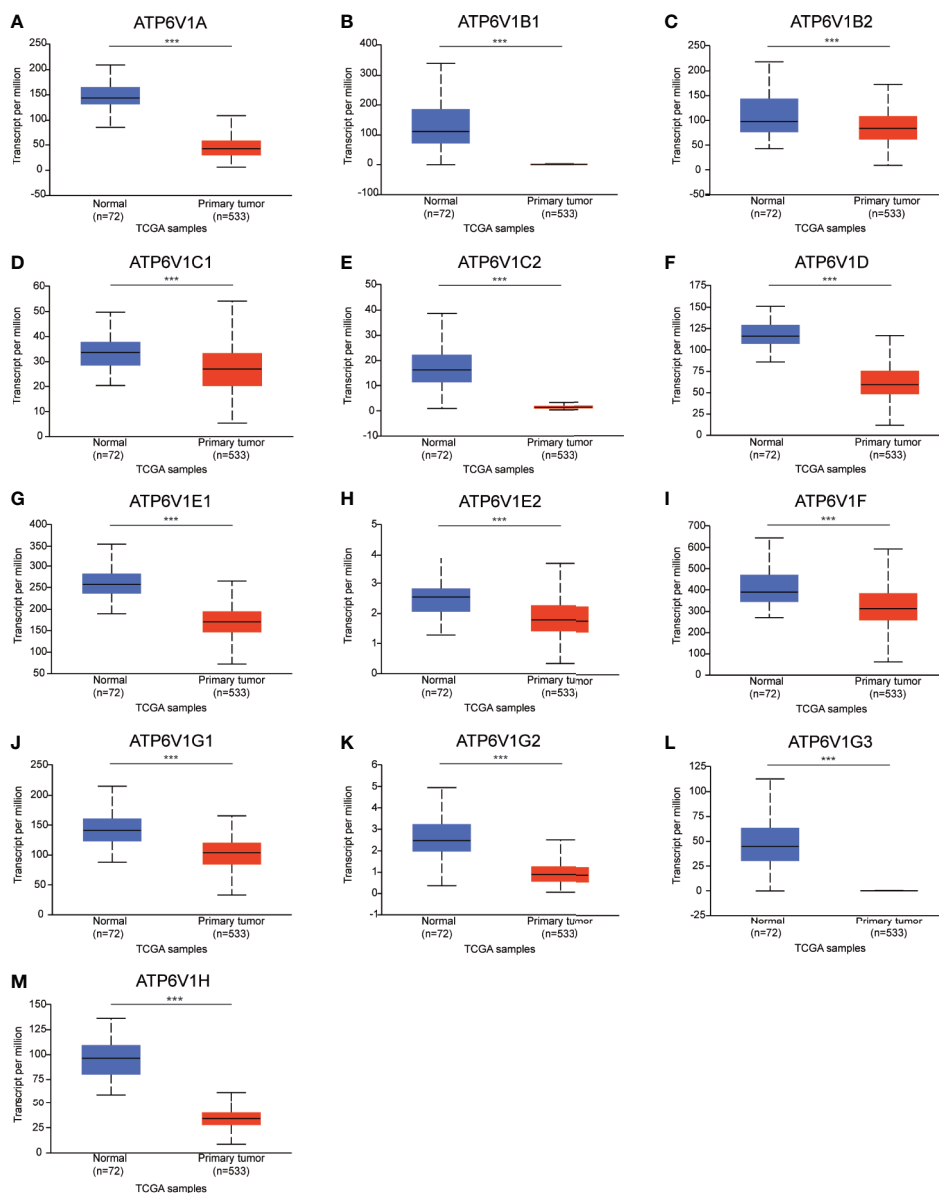 A
ATP6V1A
***
Transcript per million
250
200
150
100
50
0
-50
Normal
(n=72)
Primary tumor
(n=533)
TCGA samples
B
ATP6V1B1
***
Transcript per million
400
300
200
100
0
-100
Normal
(n=72)
Primary tumor
(n=533)
TCGA samples
C
ATP6V1B2
***
Transcript per million
250
200
150
100
50
0
-50
Normal
(n=72)
Primary tumor
(n=533)
TCGA samples
D
ATP6V1C1
***
Transcript per million
60
50
40
30
20
10
0
Normal
(n=72)
Primary tumor
(n=533)
TCGA samples
E
ATP6V1C2
***
Transcript per million
50
40
30
20
10
0
-10
Normal
(n=72)
Primary tumor
(n=533)
TCGA samples
F
ATP6V1D
***
Transcript per million
175
150
125
100
75
50
25
0
Normal
(n=72)
Primary tumor
(n=533)
TCGA samples
G
ATP6V1E1
***
Transcript per million
400
350
300
250
200
150
100
50
Normal
(n=72)
Primary tumor
(n=533)
TCGA samples
H
ATP6V1E2
***
Transcript per million
5
4
3
2
1
0
Normal
(n=72)
Primary tumor
(n=533)
TCGA samples
I
ATP6V1F
***
Transcript per million
700
600
500
400
300
200
100
0
Normal
(n=72)
Primary tumor
(n=533)
TCGA samples
J
ATP6V1G1
***
Transcript per million
250
200
150
100
50
0
Normal
(n=72)
Primary tumor
(n=533)
TCGA samples
K
ATP6V1G2
***
Transcript per million
6
5
4
3
2
1
0
-1
Normal
(n=72)
Primary tumor
(n=533)
TCGA samples
L
ATP6V1G3
***
Transcript per million
125
100
75
50
25
0
-25
Normal
(n=72)
Primary tumor
(n=533)
TCGA samples
M
ATP6V1H
***
Transcript per million
150
125
100
75
50
25
0
Normal
(n=72)
Primary tumor
(n=533)
TCGA samples